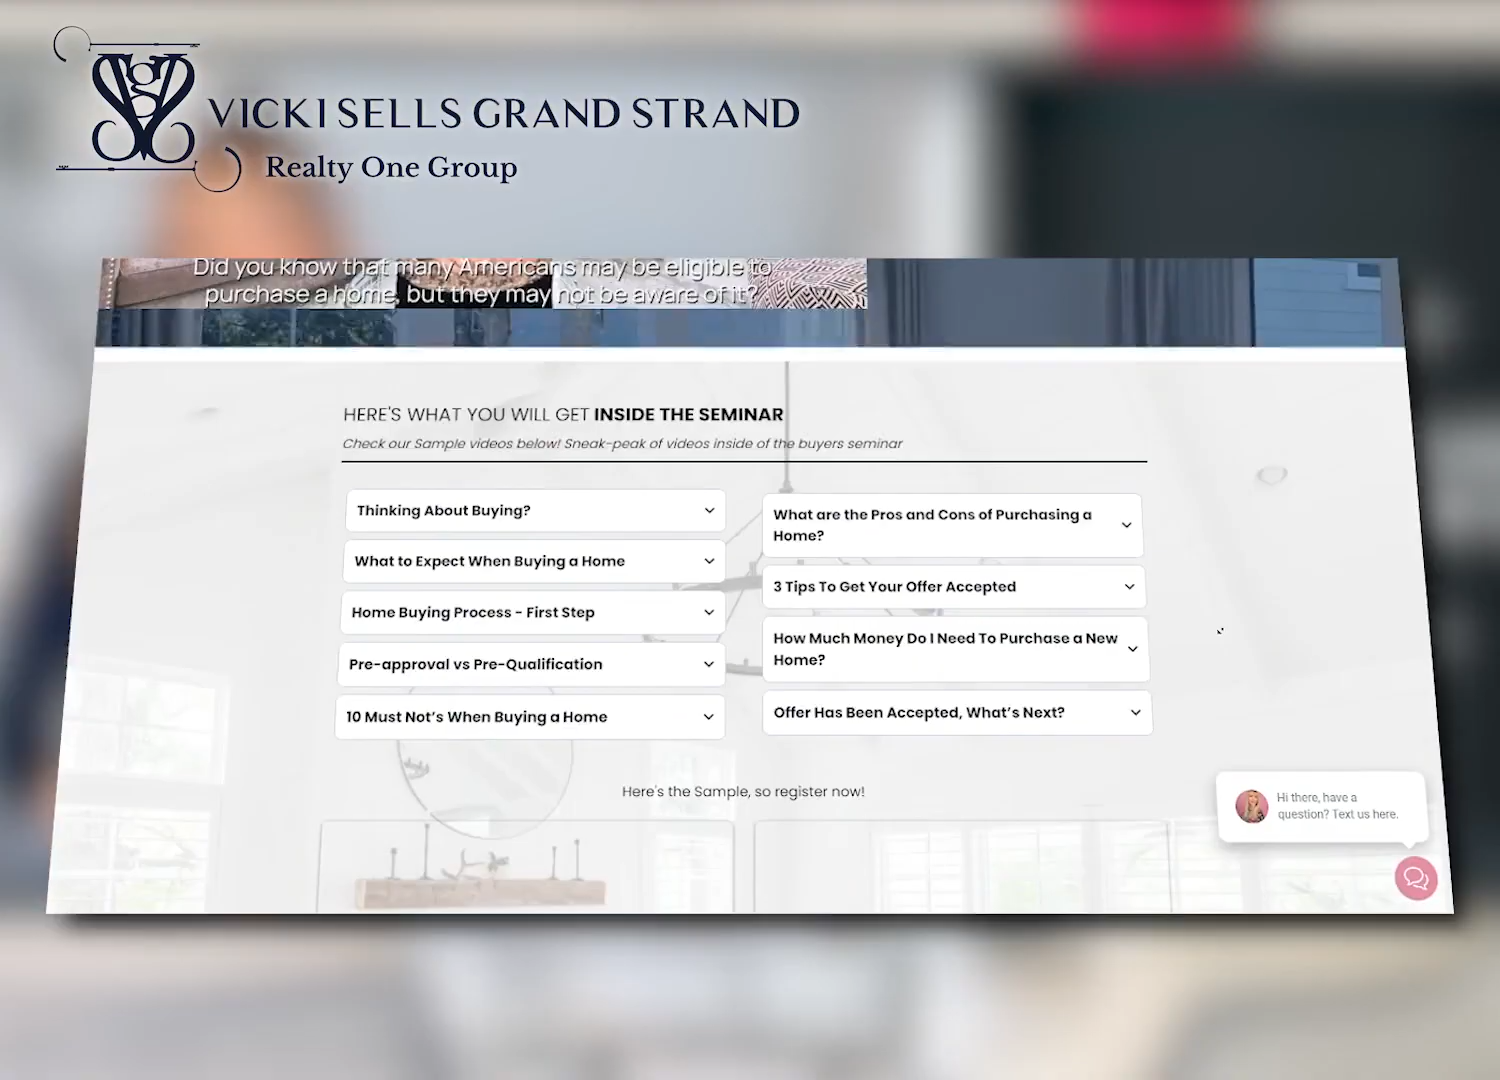 VICKI SELLS GRAND STRAND
Realty One Group
Did you know that many Americans may be eligible to
purchase a home, but they may not be aware of it?
HERE'S WHAT YOU WILL GET INSIDE THE SEMINAR
Check our Sample videos below! Sneak-peak of videos inside of the buyers seminar
Thinking About Buying?
What to Expect When Buying a Home
Home Buying Process - First Step
Pre-approval vs Pre-Qualification
10 Must Not's When Buying a Home
What are the Pros and Cons of Purchasing a
Home?
3 Tips To Get Your Offer Accepted
How Much Money Do I Need To Purchase a New
Home?
Offer Has Been Accepted, What's Next?
Here's the Sample, so register now!
Hi there, have a
question? Text us here.